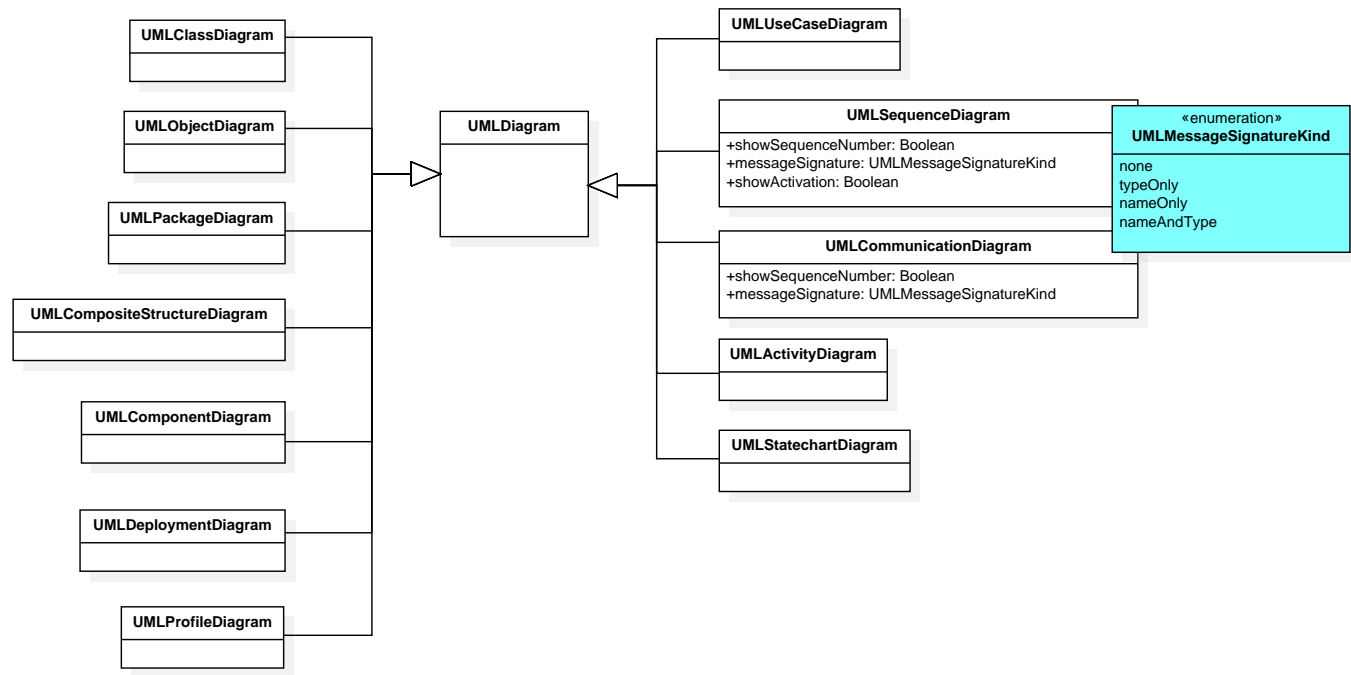 UMLClassDiagram
UMLObjectDiagram
UMLPackageDiagram
UMLCompositeStructureDiagram
UMLComponentDiagram
UMLDeploymentDiagram
UMLProfileDiagram
UMLDiagram
UMLUseCaseDiagram
UMLSequenceDiagram
+showSequenceNumber: Boolean
+messageSignature: UMLMessageSignatureKind
+showActivation: Boolean
UMLCommunicationDiagram
+showSequenceNumber: Boolean
+messageSignature: UMLMessageSignatureKind
UMLActivityDiagram
UMLStatechartDiagram
«enumeration»
UMLMessageSignatureKind
none
typeOnly
nameOnly
nameAndType